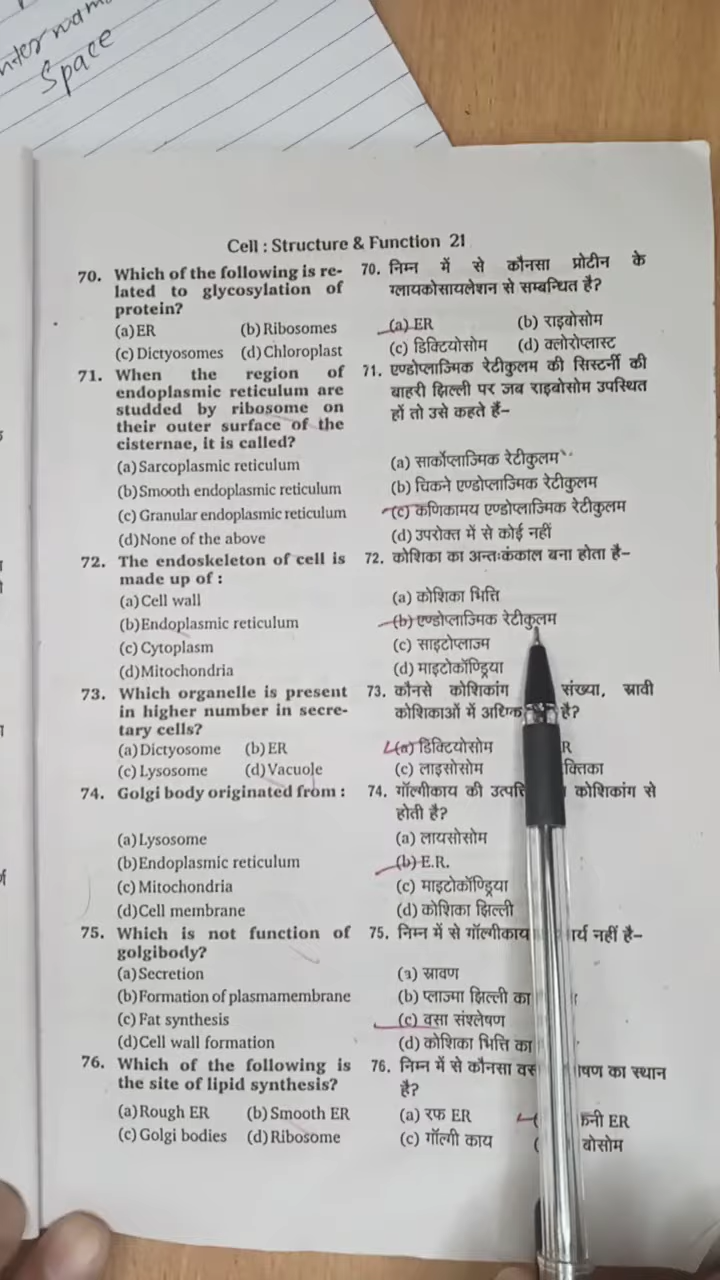 Space
Cell : Structure & Function 21
70. Which of the following is re-
lated to glycosylation of
protein?
(a) ER (b) Ribosomes
(c) Dictyosomes (d) Chloroplast
71. When the region of
endoplasmic reticulum are
studded by ribosome on
their outer surface of the
cisternae, it is called?
(a) Sarcoplasmic reticulum
(b) Smooth endoplasmic reticulum
(c) Granular endoplasmic reticulum
(d) None of the above
72. The endoskeleton of cell is
made up of :
(a) Cell wall
(b) Endoplasmic reticulum
(c) Cytoplasm
(d) Mitochondria
73. Which organelle is present
in higher number in secre-
tary cells?
(a) Dictyosome (b) ER
(c) Lysosome (d) Vacuole
74. Golgi body originated from :
(a) Lysosome
(b) Endoplasmic reticulum
(c) Mitochondria
(d) Cell membrane
75. Which is not function of
golgibody?
(a) Secretion
(b) Formation of plasmamembrane
(c) Fat synthesis
(d) Cell wall formation
76. Which of the following is
the site of lipid synthesis?
(a) Rough ER (b) Smooth ER
(c) Golgi bodies (d) Ribosome
70. निम्न में से कौनसा प्रोटीन के
ग्लायकोसायलेशन से सम्बन्धित है?
(a) ER (b) राइबोसोम
(c) डिक्टियोसोम (d) क्लोरोप्लास्ट
71. एण्डोप्लाज्मिक रेटीकुलम की सिस्टर्नी की
बाहरी झिल्ली पर जब राइबोसोम उपस्थित
हों तो उसे कहते हैं–
(a) सार्कोप्लाज्मिक रेटीकुलम
(b) चिकने एण्डोप्लाज्मिक रेटीकुलम
(c) कणिकामय एण्डोप्लाज्मिक रेटीकुलम
(d) उपरोक्त में से कोई नहीं
72. कोशिका का अन्तःकंकाल बना होता है–
(a) कोशिका भित्ति
(b) एण्डोप्लाज्मिक रेटीकुलम
(c) साइटोप्लाज्म
(d) माइटोकॉण्ड्रिया
73. कौनसे कोशिकांग संख्या, स्रावी
कोशिकाओं में है?
(a) डिक्टियोसोम
(c) लाइसोसोम
74. गॉल्गीकाय की कोशिकांग से
होती है?
(a) लायसोसोम
(b) E.R.
(c) माइटोकॉण्ड्रिया
(d) कोशिका झिल्ली
75. निम्न में से गॉल्गीकाय नहीं है–
(a) स्रावण
(b) प्लाज्मा झिल्ली का
(c) वसा संश्लेषण
(d) कोशिका भित्ति का
76. निम्न में से कौनसा का स्थान
है?
(a) रफ ER ER
(c) गॉल्गी काय